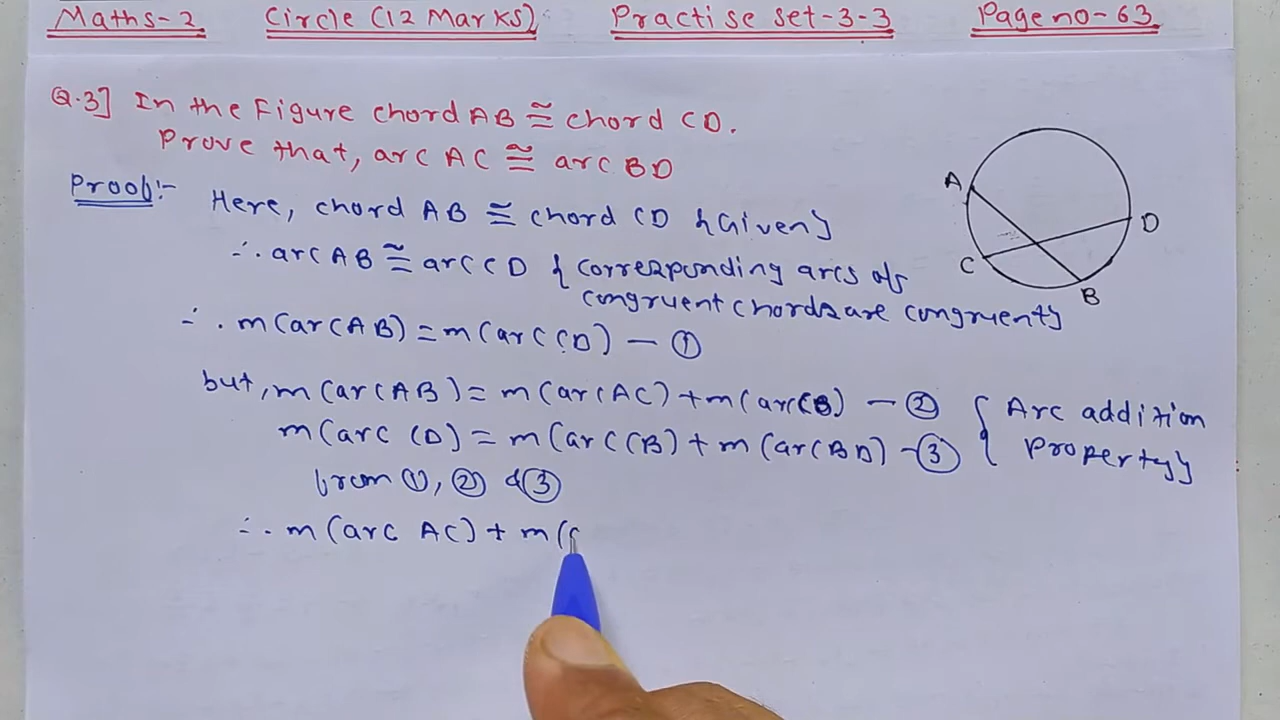 Maths-2 Circle (12 Marks): Practise set-3-3 Page no-63
Q.3] In the Figure chord AB ≅ chord CD.
Prove that, arc AC ≅ arc BD
Proof:- Here, chord AB ≅ chord CD {Given}
∴ arc AB ≅ arc CD { corresponding arcs of
congruent chords are congruent}
∴ m(arc AB) = m(arc CD) — ①
but, m(arc AB) = m(arc AC) + m(arc CB) — ② { Arc addition
m(arc CD) = m(arc CB) + m(arc BD) — ③ Property}
from ①, ② & ③
∴ m(arc AC) + m(
A
D
C
B